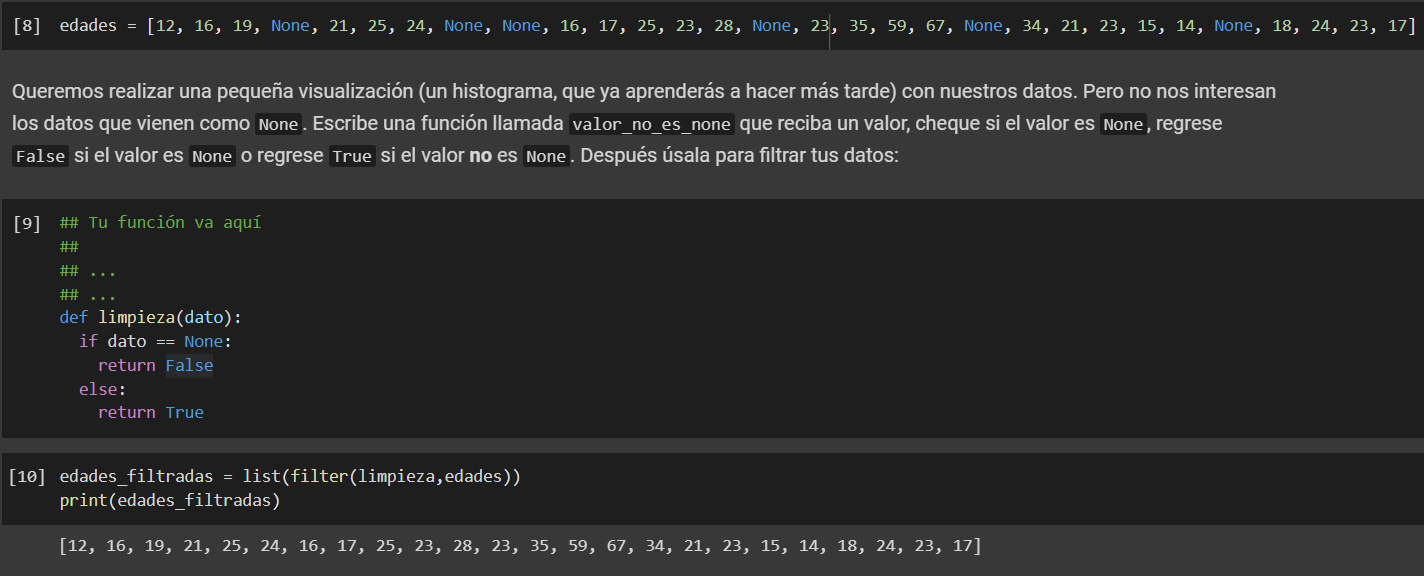 [8] edades = [12, 16, 19, None, 21, 25, 24, None, None, 16, 17, 25, 23, 28, None, 23, 35, 59, 67, None, 34, 21, 23, 15, 14, None, 18, 24, 23, 17]
Queremos realizar una pequeña visualización (un histograma, que ya aprenderás a hacer más tarde) con nuestros datos. Pero no nos interesan
los datos que vienen como None. Escribe una función llamada valor_no_es_none que reciba un valor, cheque si el valor es None, regrese
False si el valor es None o regrese True si el valor no es None. Después úsala para filtrar tus datos:
[9] ## Tu función va aquí
##
## ...
## ...
def limpieza(dato):
  if dato == None:
    return False
  else:
    return True
[10] edades_filtradas = list(filter(limpieza,edades))
print(edades_filtradas)
[12, 16, 19, 21, 25, 24, 16, 17, 25, 23, 28, 23, 35, 59, 67, 34, 21, 23, 15, 14, 18, 24, 23, 17]